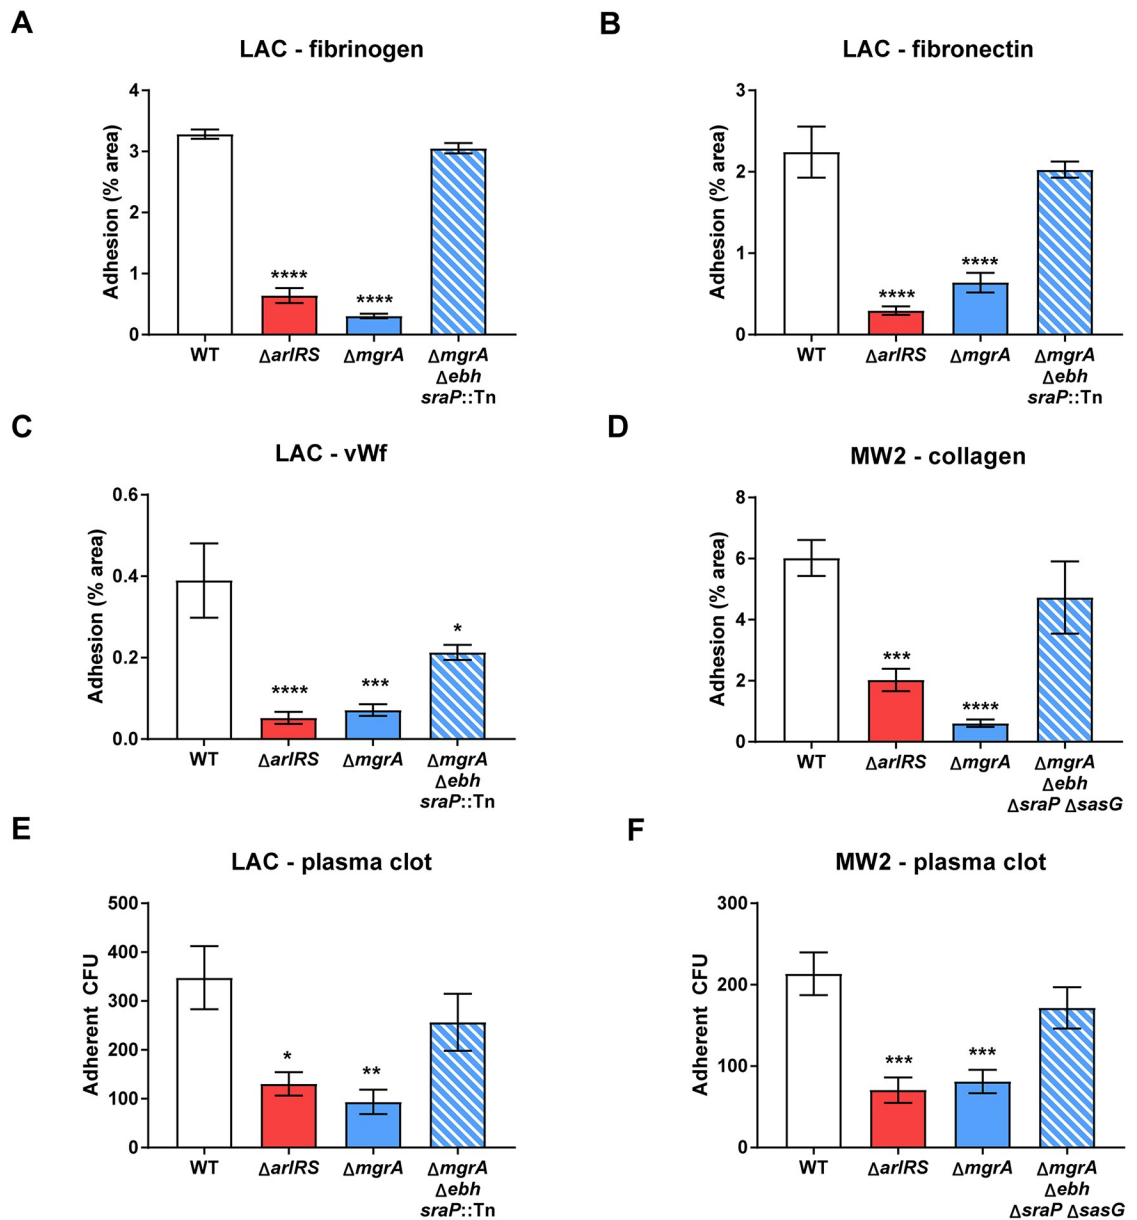 A
LAC - fibrinogen
Adhesion (% area)
4
3
2
1
0
****
****
WT
ΔarlRS
ΔmgrA
ΔmgrA
Δebh
sraP::Tn
B
LAC - fibronectin
Adhesion (% area)
3
2
1
0
****
****
WT
ΔarlRS
ΔmgrA
ΔmgrA
Δebh
sraP::Tn
C
LAC - vWf
Adhesion (% area)
0.6
0.4
0.2
0.0
****
***
*
WT
ΔarlRS
ΔmgrA
ΔmgrA
Δebh
sraP::Tn
D
MW2 - collagen
Adhesion (% area)
8
6
4
2
0
***
****
WT
ΔarlRS
ΔmgrA
ΔmgrA
Δebh
ΔsraP ΔsasG
E
LAC - plasma clot
Adherent CFU
500
400
300
200
100
0
*
**
WT
ΔarlRS
ΔmgrA
ΔmgrA
Δebh
sraP::Tn
F
MW2 - plasma clot
Adherent CFU
300
200
100
0
***
***
WT
ΔarlRS
ΔmgrA
ΔmgrA
Δebh
ΔsraP ΔsasG